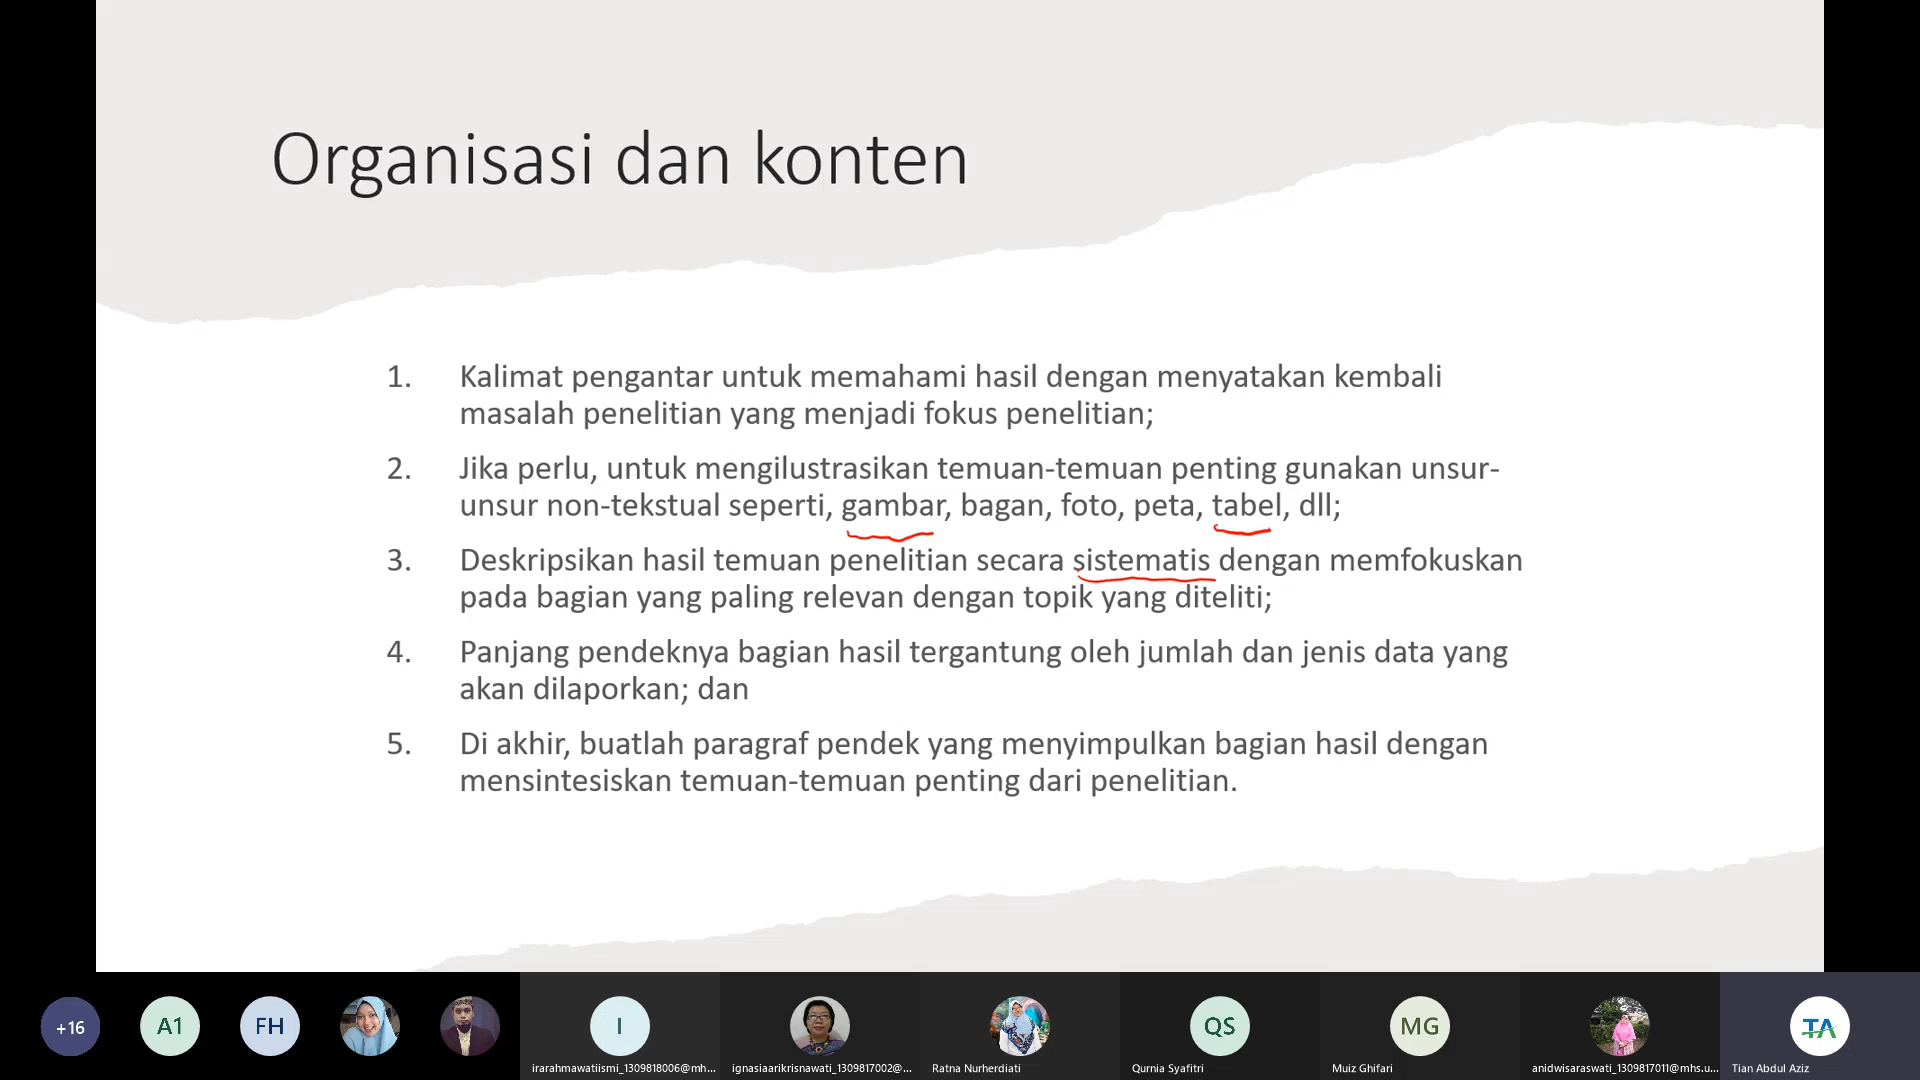 Organisasi dan konten
1. Kalimat pengantar untuk memahami hasil dengan menyatakan kembali
masalah penelitian yang menjadi fokus penelitian;
2. Jika perlu, untuk mengilustrasikan temuan-temuan penting gunakan unsur-
unsur non-tekstual seperti, gambar, bagan, foto, peta, tabel, dll;
3. Deskripsikan hasil temuan penelitian secara sistematis dengan memfokuskan
pada bagian yang paling relevan dengan topik yang diteliti;
4. Panjang pendeknya bagian hasil tergantung oleh jumlah dan jenis data yang
akan dilaporkan; dan
5. Di akhir, buatlah paragraf pendek yang menyimpulkan bagian hasil dengan
mensintesiskan temuan-temuan penting dari penelitian.
+16 A1 FH I QS MG TA
irarahmawatiismi_1309818006@mh... ignasiaarikrisnawati_1309817002@... Ratna Nurherdiati Qurnia Syafitri Muiz Ghifari anidwisaraswati_1309817011@mhs.u... Tian Abdul Aziz